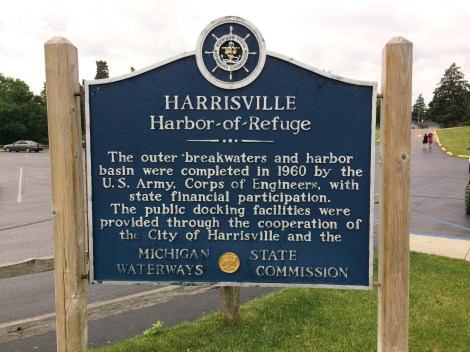 HARRISVILLE
Harbor-of-Refuge
The outer breakwaters and harbor
basin were completed in 1960 by the
U.S. Army, Corps of Engineers, with
state financial participation.
The public docking facilities were
provided through the cooperation of
the City of Harrisville and the
MICHIGAN STATE
WATERWAYS COMMISSION